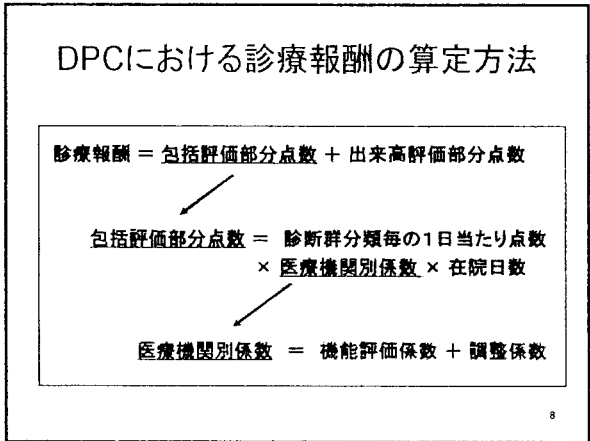 DPCにおける診療報酬の算定方法
診療報酬 = 包括評価部分点数 + 出来高評価部分点数
包括評価部分点数 = 診断群分類毎の1日当たり点数
× 医療機関別係数 × 在院日数
医療機関別係数 = 機能評価係数 + 調整係数
8